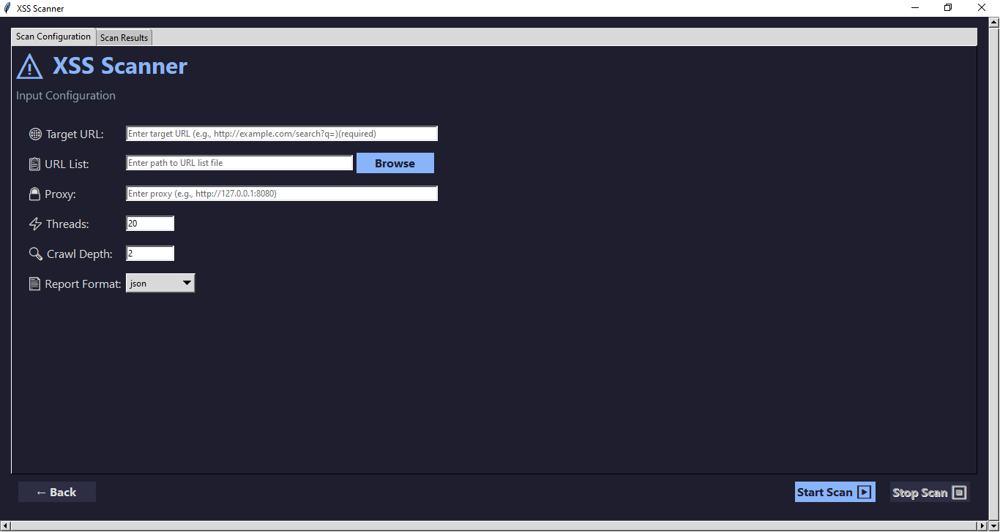 XSS Scanner
Scan Configuration Scan Results
XSS Scanner
Input Configuration
Target URL: Enter target URL (e.g., http://example.com/search?q=)(required)
URL List: Enter path to URL list file Browse
Proxy: Enter proxy (e.g., http://127.0.0.1:8080)
Threads: 20
Crawl Depth: 2
Report Format: json
← Back Start Scan Stop Scan